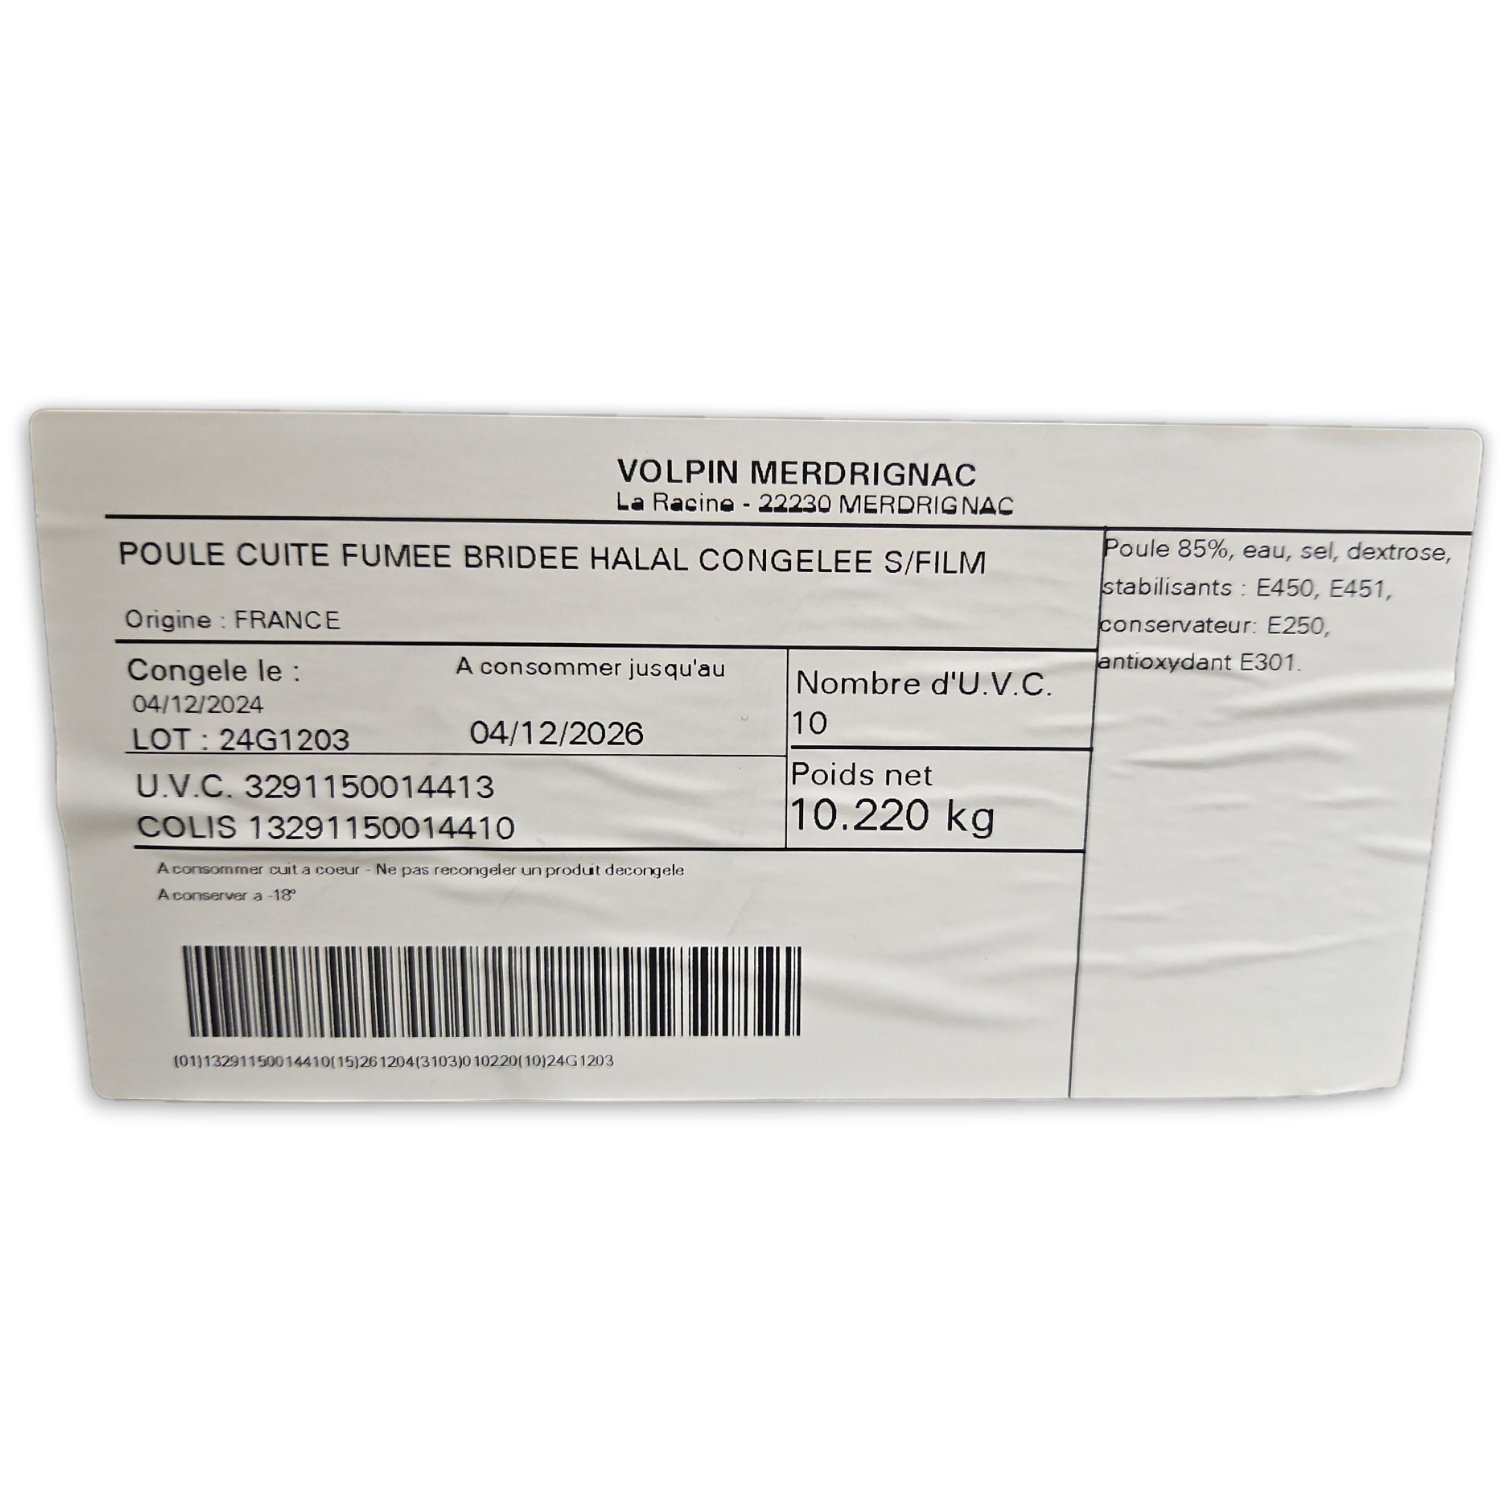 VOLPIN MERDRIGNAC
La Racine - 22230 MERDRIGNAC
POULE CUITE FUMEE BRIDEE HALAL CONGELEE S/FILM
Origine : FRANCE
Poule 85%, eau, sel, dextrose,
stabilisants : E450, E451,
conservateur: E250,
antioxydant E301.
Congele le :
04/12/2024
LOT : 24G1203
A consommer jusqu'au
04/12/2026
Nombre d'U.V.C.
10
U.V.C. 3291150014413
COLIS 13291150014410
Poids net
10.220 kg
A consommer cuit a coeur - Ne pas recongeler un produit decongele
A conserver a -18°
(01)13291150014410(15)261204(3103)010220(10)24G1203